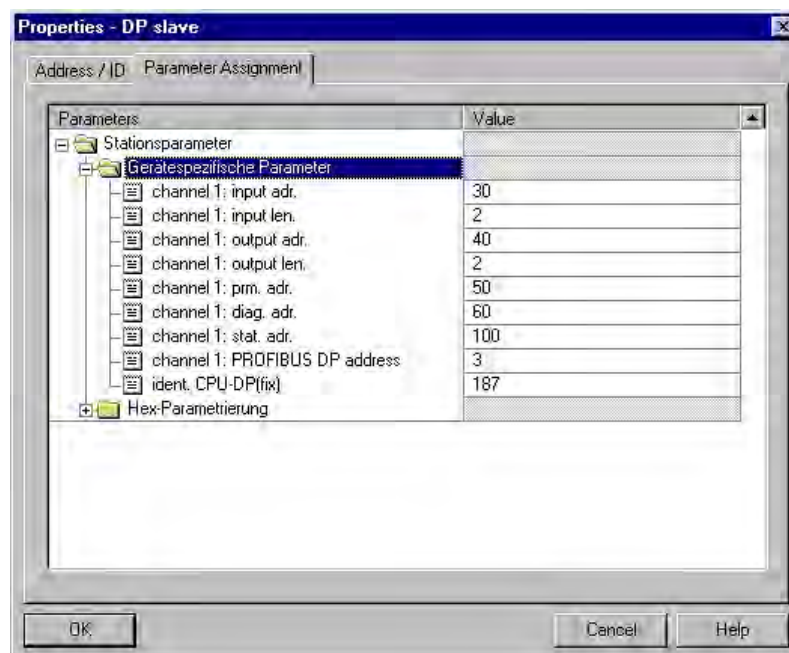 Properties - DP slave
Address / ID Parameter Assignment
Parameters Value
Stationsparameter
Gerätespezifische Parameter
channel 1: input adr. 30
channel 1: input len. 2
channel 1: output adr. 40
channel 1: output len. 2
channel 1: prm. adr. 50
channel 1: diag. adr. 60
channel 1: stat. adr. 100
channel 1: PROFIBUS DP address 3
ident. CPU-DP(fix) 187
Hex-Parametrierung
OK Cancel Help